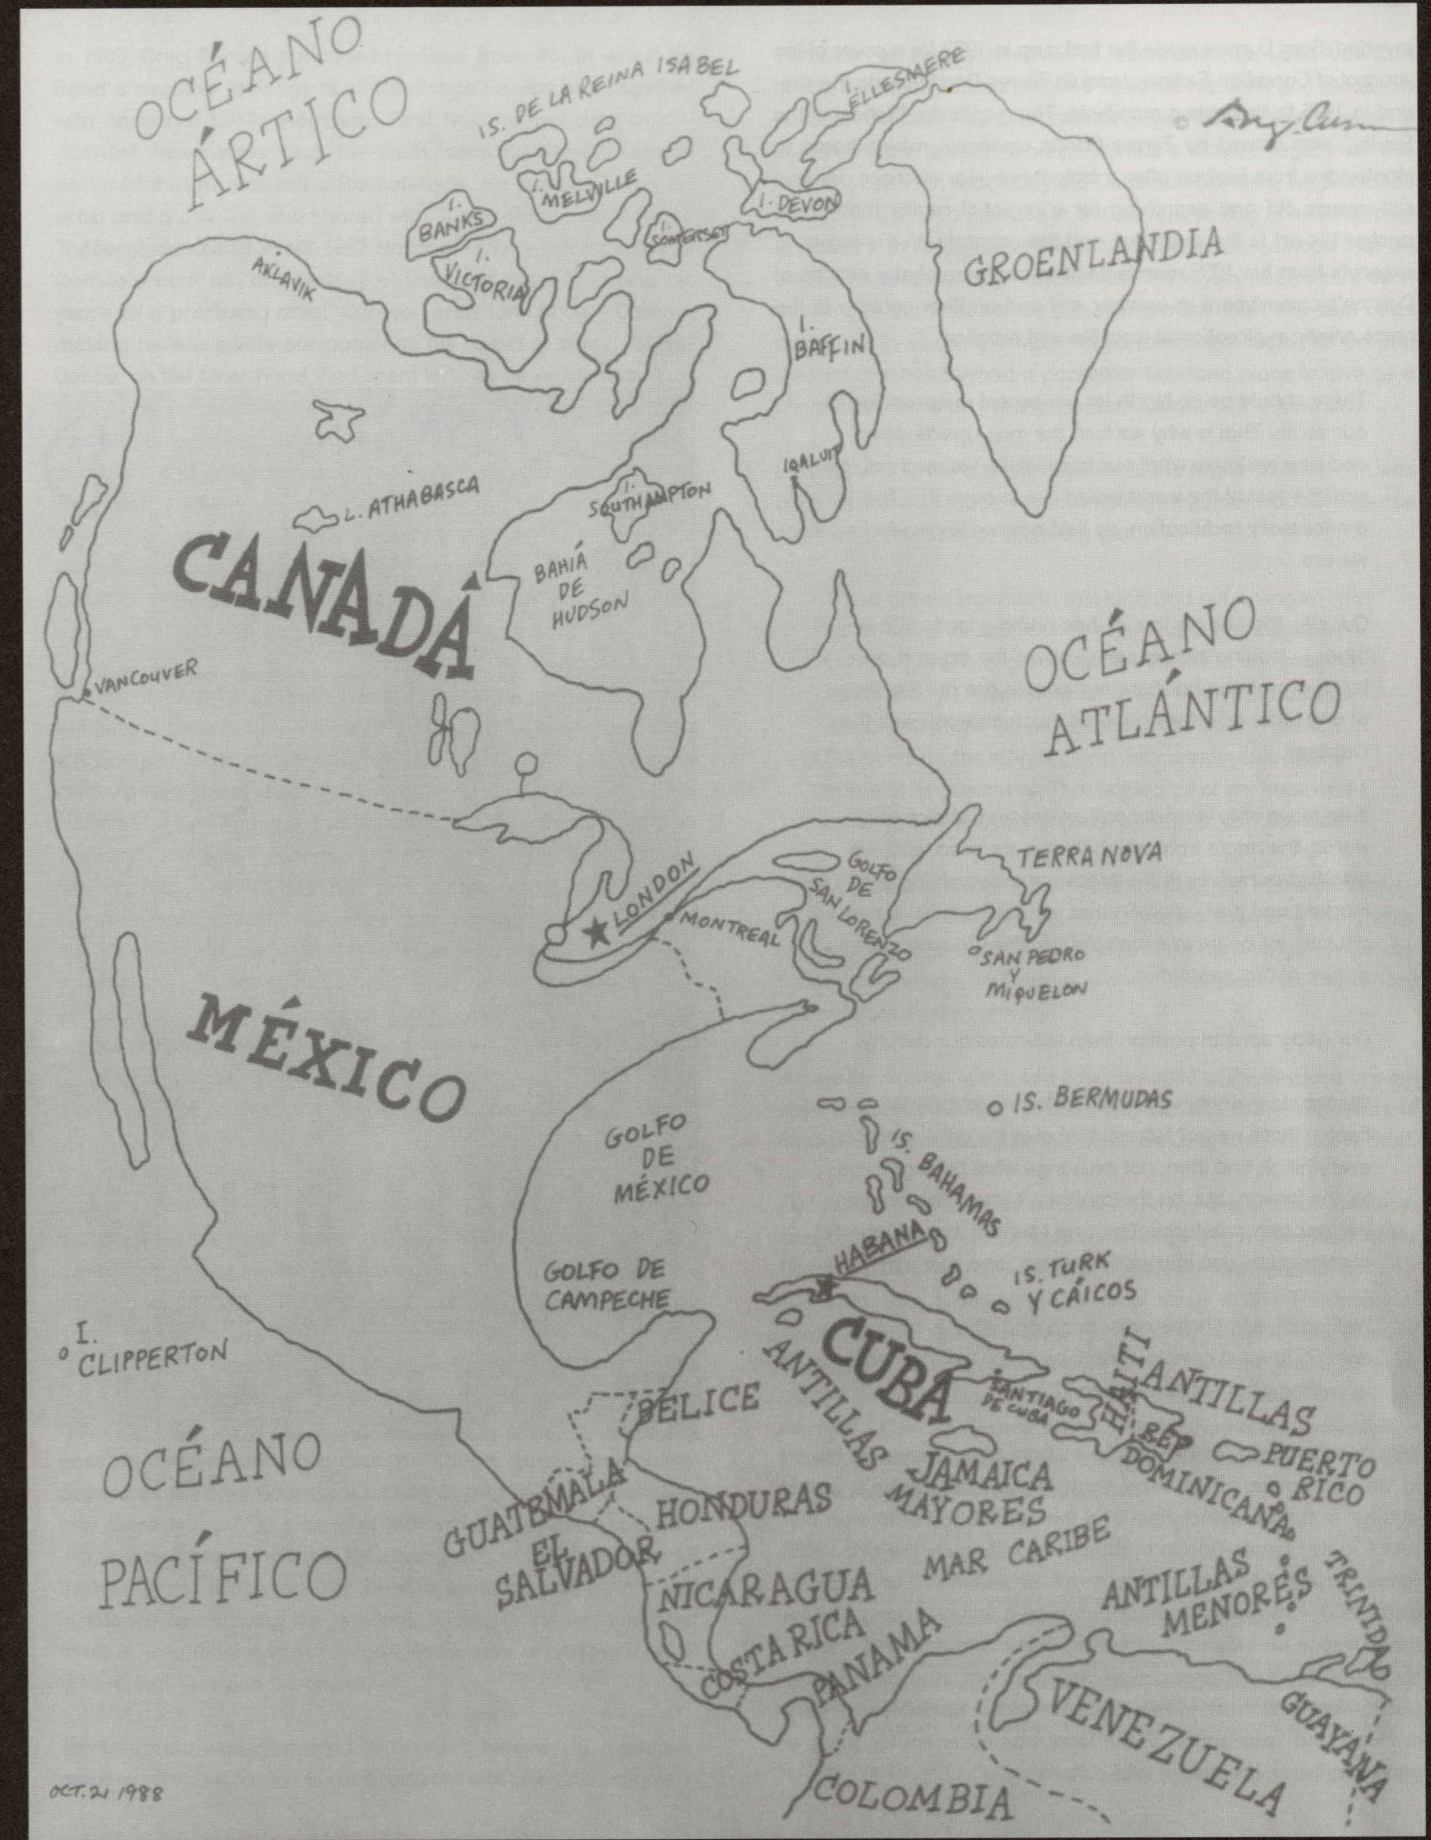 OCÉANO
ÁRTICO
IS. DE LA REINA ISABEL
I.
ELLESMERE
© Greg Curnoe
I.
MELVILLE
I.
BANKS
I. DEVON
I.
SOMERSET
I.
VICTORIA
AKLAVIK
GROENLANDIA
I.
BAFFIN
IQALUIT
L. ATHABASCA
I.
SOUTHAMPTON
CANADÁ
BAHIÁ
DE
HUDSON
OCÉANO
ATLÁNTICO
VANCOUVER
LONDON
MONTREAL
GOLFO
DE
SAN LORENZO
TERRA NOVA
SAN PEDRO
Y
MIQUELON
MÉXICO
IS. BERMUDAS
GOLFO
DE
MÉXICO
IS. BAHAMAS
HABANA
GOLFO DE
CAMPECHE
IS. TURK
Y CÁICOS
I.
CLIPPERTON
CUBA
SANTIAGO
DE CUBA
HAITI
ANTILLAS
ANTILLAS
MAYORES
BELICE
REP
DOMINICANA
PUERTO
RICO
JAMAICA
OCÉANO
PACÍFICO
GUATEMALA
HONDURAS
EL
SALVADOR
MAR CARIBE
NICARAGUA
ANTILLAS
MENORES
TRINIDAD
COSTA RICA
PANAMA
VENEZUELA
GUAYANA
COLOMBIA
OCT. 21 1988